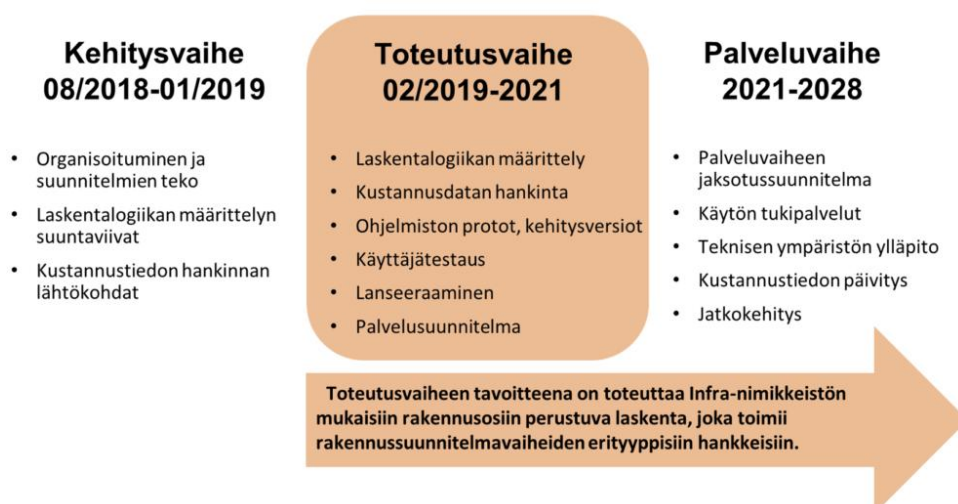 Kehitysvaihe
08/2018-01/2019
• Organisoituminen ja
suunnitelmien teko
• Laskentalogiikan määrittelyn
suuntaviivat
• Kustannustiedon hankinnan
lähtökohdat
Toteutusvaihe
02/2019-2021
• Laskentalogiikan määrittely
• Kustannusdatan hankinta
• Ohjelmiston protot, kehitysversiot
• Käyttäjätestaus
• Lanseeraaminen
• Palvelusuunnitelma
Palveluvaihe
2021-2028
• Palveluvaiheen
jaksotussuunnitelma
• Käytön tukipalvelut
• Teknisen ympäristön ylläpito
• Kustannustiedon päivitys
• Jatkokehitys
Toteutusvaiheen tavoitteena on toteuttaa Infra-nimikkeistön
mukaisiin rakennusosiin perustuva laskenta, joka toimii
rakennussuunnitelmavaiheiden erityyppisiin hankkeisiin.